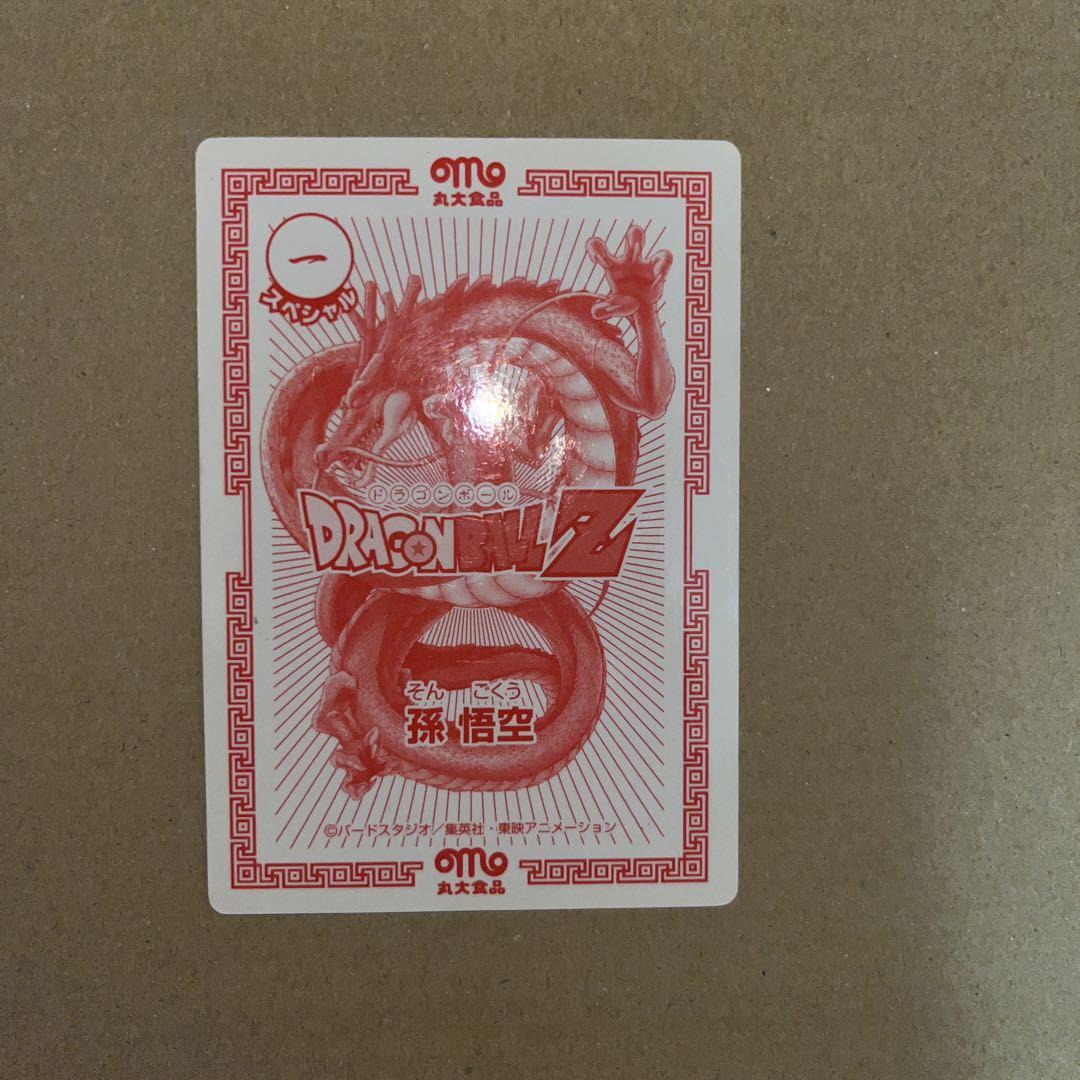 丸大食品
一
スペシャル
ドラゴンボール
DRAGON BALL Z
そん ごくう
孫 悟空
©バードスタジオ/集英社・東映アニメーション
丸大食品